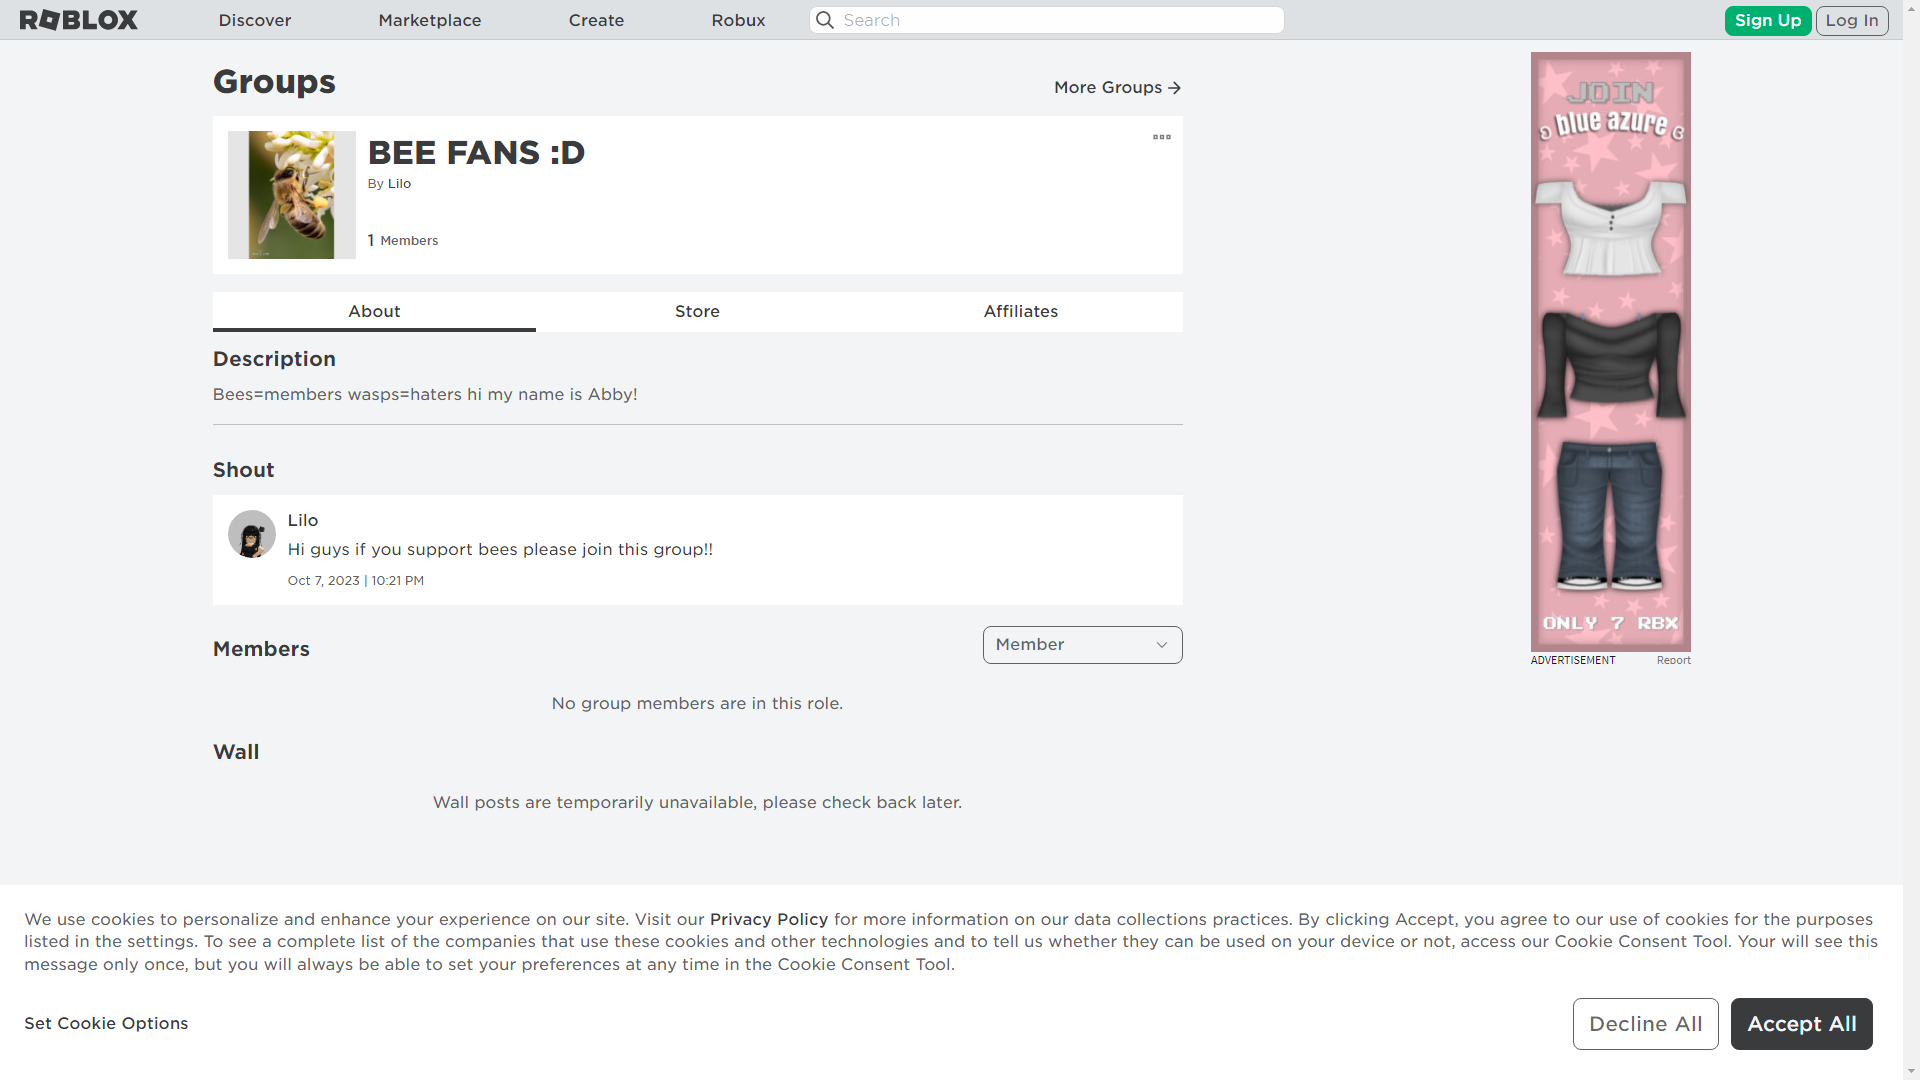 ROBLOX
Discover
Marketplace
Create
Robux
Search
Sign Up
Log In
Groups
More Groups
BEE FANS :D
By Lilo
1 Members
About
Store
Affiliates
Description
Bees=members wasps=haters hi my name is Abby!
Shout
Lilo
Hi guys if you support bees please join this group!!
Oct 7, 2023 | 10:21 PM
Members
Member
No group members are in this role.
Wall
Wall posts are temporarily unavailable, please check back later.
JOIN
blue azure
ONLY 7 RBX
ADVERTISEMENT
Report
We use cookies to personalize and enhance your experience on our site. Visit our Privacy Policy for more information on our data collections practices. By clicking Accept, you agree to our use of cookies for the purposes
listed in the settings. To see a complete list of the companies that use these cookies and other technologies and to tell us whether they can be used on your device or not, access our Cookie Consent Tool. Your will see this
message only once, but you will always be able to set your preferences at any time in the Cookie Consent Tool.
Set Cookie Options
Decline All
Accept All